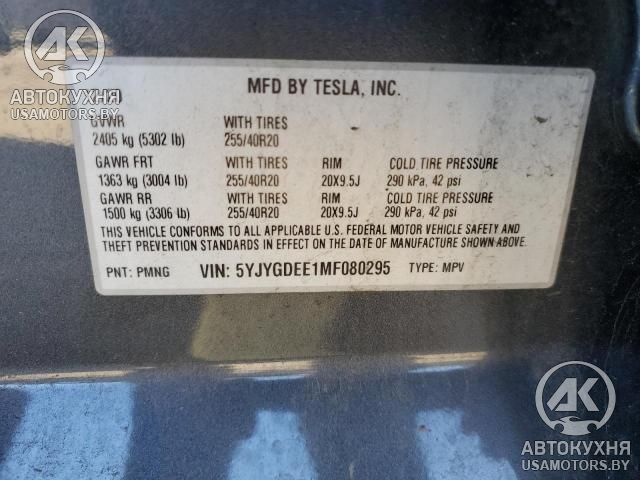 АВТОКУХНЯ
USAMOTORS.BY
MFD BY TESLA, INC.
GVWR WITH TIRES
2405 kg (5302 lb) 255/40R20
GAWR FRT WITH TIRES RIM COLD TIRE PRESSURE
1363 kg (3004 lb) 255/40R20 20X9.5J 290 kPa, 42 psi
GAWR RR WITH TIRES RIM COLD TIRE PRESSURE
1500 kg (3306 lb) 255/40R20 20X9.5J 290 kPa, 42 psi
THIS VEHICLE CONFORMS TO ALL APPLICABLE U.S. FEDERAL MOTOR VEHICLE SAFETY AND
THEFT PREVENTION STANDARDS IN EFFECT ON THE DATE OF MANUFACTURE SHOWN ABOVE.
PNT: PMNG VIN: 5YJYGDEE1MF080295 TYPE: MPV
АК
АВТОКУХНЯ
USAMOTORS.BY